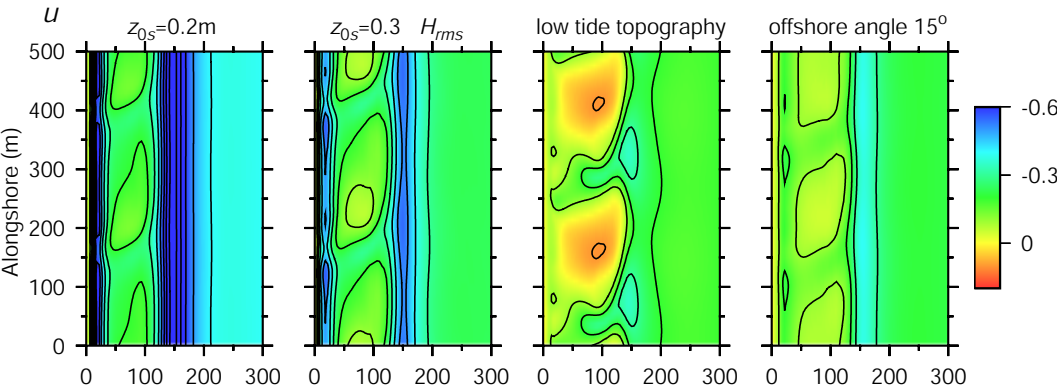 u
z0s=0.2m
z0s=0.3 Hrms
low tide topography
offshore angle 15o
500
400
300
200
100
0
Alongshore (m)
0 100 200 300
0 100 200 300
0 100 200 300
0 100 200 300
-0.6
-0.3
0